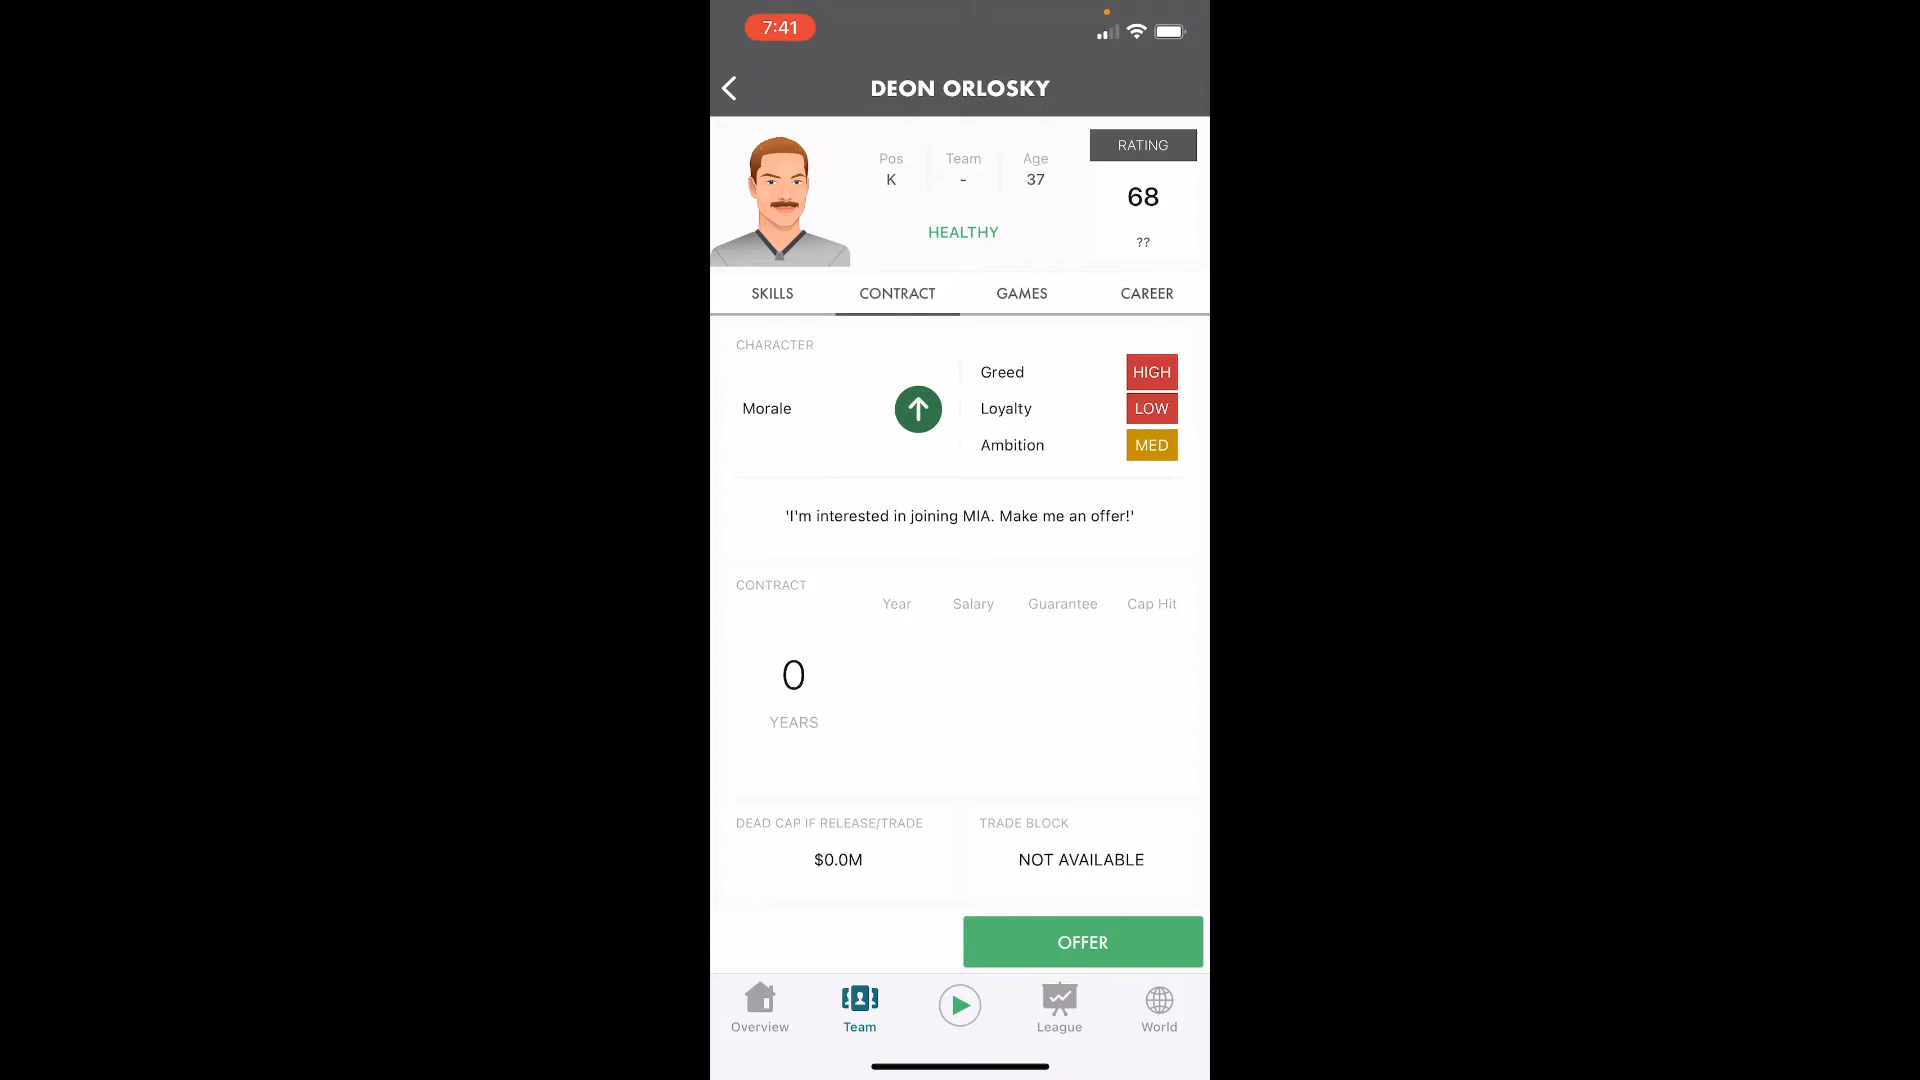 7:41
DEON ORLOSKY
Pos Team Age
K - 37
HEALTHY
RATING
68
??
SKILLS CONTRACT GAMES CAREER
CHARACTER
Morale
Greed HIGH
Loyalty LOW
Ambition MED
'I'm interested in joining MIA. Make me an offer!'
CONTRACT
Year Salary Guarantee Cap Hit
0
YEARS
DEAD CAP IF RELEASE/TRADE
$0.0M
TRADE BLOCK
NOT AVAILABLE
OFFER
Overview Team League World